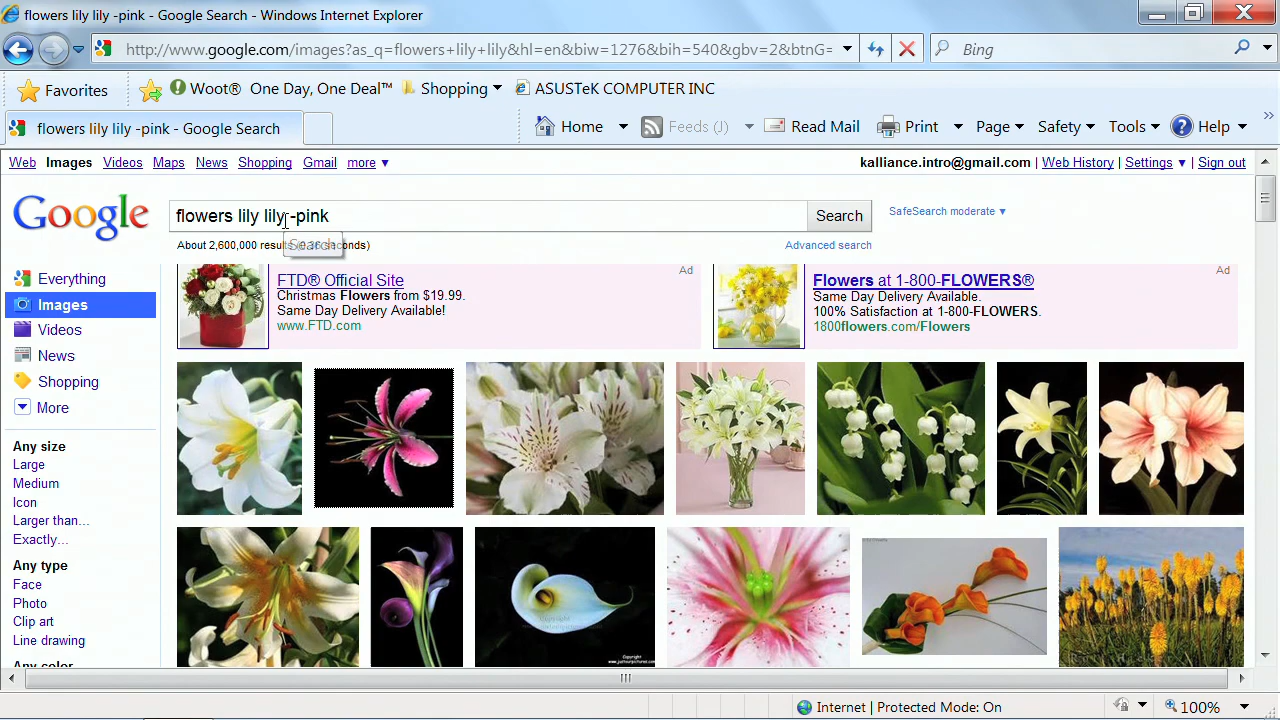 flowers lily lily -pink - Google Search - Windows Internet Explorer
http://www.google.com/images?as_q=flowers+lily+lily&hl=en&biw=1276&bih=540&gbv=2&btnG=
Bing
Favorites
Woot® One Day, One Deal™
Shopping
ASUSTeK COMPUTER INC
flowers lily lily -pink - Google Search
Home
Feeds (J)
Read Mail
Print
Page
Safety
Tools
Help
Web Images Videos Maps News Shopping Gmail more ▼
kalliance.intro@gmail.com | Web History | Settings ▼ | Sign out
Google
flowers lily lily -pink
Search
SafeSearch moderate ▼
About 2,600,000 results
Search
Advanced search
Everything
Images
Videos
News
Shopping
More
Any size
Large
Medium
Icon
Larger than...
Exactly...
Any type
Face
Photo
Clip art
Line drawing
Any color
FTD® Official Site
Ad
Christmas Flowers from $19.99.
Same Day Delivery Available!
www.FTD.com
Flowers at 1-800-FLOWERS®
Ad
Same Day Delivery Available.
100% Satisfaction at 1-800-FLOWERS.
1800flowers.com/Flowers
Copyright
Internet | Protected Mode: On
100%